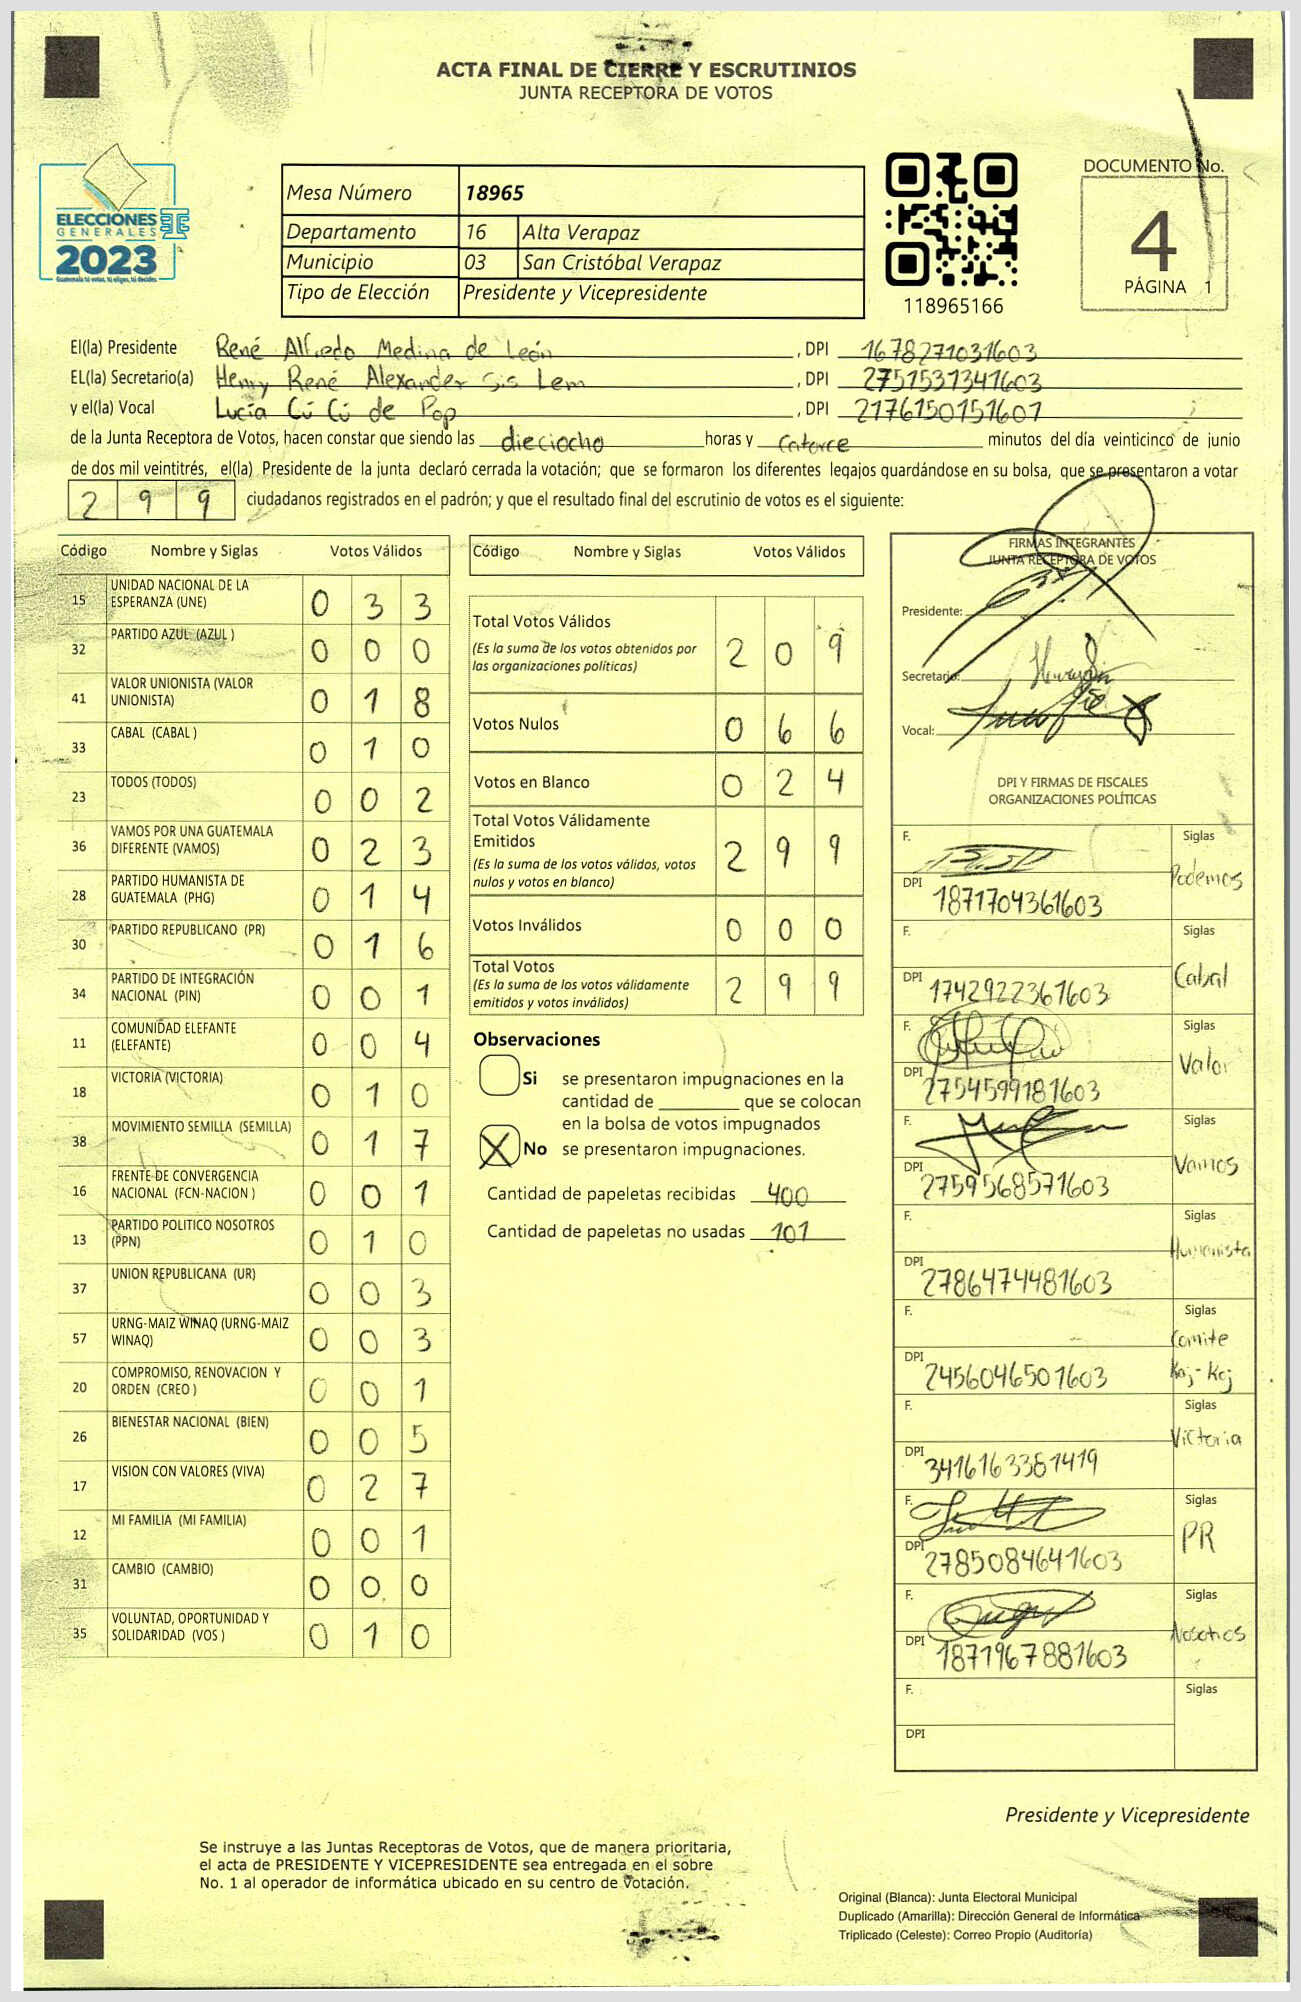 ACTA FINAL DE CIERRE Y ESCRUTINIOS
JUNTA RECEPTORA DE VOTOS
ELECCIONES
GENERALES
2023
Guatemala tú votas, tú eliges, tú decides
Mesa Número 18965
Departamento 16 Alta Verapaz
Municipio 03 San Cristóbal Verapaz
Tipo de Elección Presidente y Vicepresidente
118965166
DOCUMENTO No.
4
PÁGINA 1
El(la) Presidente René Alfredo Medina de León, DPI 1678271031603
EL(la) Secretario(a) Henry René Alexander Sis Lem, DPI 2751531341603
y el(la) Vocal Lucía Cú Cú de Pop, DPI 2176150151601
de la Junta Receptora de Votos, hacen constar que siendo las dieciocho horas y catorce minutos del día veinticinco de junio
de dos mil veintitrés, el(la) Presidente de la junta declaró cerrada la votación; que se formaron los diferentes legajos quardándose en su bolsa, que se presentaron a votar
2 9 9 ciudadanos registrados en el padrón; y que el resultado final del escrutinio de votos es el siguiente:
Código Nombre y Siglas Votos Válidos
15 UNIDAD NACIONAL DE LA ESPERANZA (UNE) 0 3 3
32 PARTIDO AZUL (AZUL ) 0 0 0
41 VALOR UNIONISTA (VALOR UNIONISTA) 0 1 8
33 CABAL (CABAL ) 0 1 0
23 TODOS (TODOS) 0 0 2
36 VAMOS POR UNA GUATEMALA DIFERENTE (VAMOS) 0 2 3
28 PARTIDO HUMANISTA DE GUATEMALA (PHG) 0 1 4
30 PARTIDO REPUBLICANO (PR) 0 1 6
34 PARTIDO DE INTEGRACIÓN NACIONAL (PIN) 0 0 1
11 COMUNIDAD ELEFANTE (ELEFANTE) 0 0 4
18 VICTORIA (VICTORIA) 0 1 0
38 MOVIMIENTO SEMILLA (SEMILLA) 0 1 7
16 FRENTE DE CONVERGENCIA NACIONAL (FCN-NACION ) 0 0 1
13 PARTIDO POLITICO NOSOTROS (PPN) 0 1 0
37 UNION REPUBLICANA (UR) 0 0 3
57 URNG-MAIZ WINAQ (URNG-MAIZ WINAQ) 0 0 3
20 COMPROMISO, RENOVACION Y ORDEN (CREO ) 0 0 1
26 BIENESTAR NACIONAL (BIEN) 0 0 5
17 VISION CON VALORES (VIVA) 0 2 7
12 MI FAMILIA (MI FAMILIA) 0 0 1
31 CAMBIO (CAMBIO) 0 0 0
35 VOLUNTAD, OPORTUNIDAD Y SOLIDARIDAD (VOS ) 0 1 0
Código Nombre y Siglas Votos Válidos
Total Votos Válidos 2 0 9
(Es la suma de los votos obtenidos por
las organizaciones políticas)
Votos Nulos 0 6 6
Votos en Blanco 0 2 4
Total Votos Válidamente
Emitidos 2 9 9
(Es la suma de los votos válidos, votos
nulos y votos en blanco)
Votos Inválidos 0 0 0
Total Votos 2 9 9
(Es la suma de los votos válidamente
emitidos y votos inválidos)
Observaciones
Si se presentaron impugnaciones en la
cantidad de ________ que se colocan
en la bolsa de votos impugnados
X No se presentaron impugnaciones.
Cantidad de papeletas recibidas 400
Cantidad de papeletas no usadas 101
FIRMAS INTEGRANTES
JUNTA RECEPTORA DE VOTOS
Presidente:
Secretario:
Vocal:
DPI Y FIRMAS DE FISCALES
ORGANIZACIONES POLÍTICAS
F. Siglas Podemos
DPI 1871704361603
F. Siglas Cabal
DPI 1742922361603
F. Siglas Valor
DPI 2754599181603
F. Siglas Vamos
DPI 2759568571603
F. Siglas Humanista
DPI 2786474481603
F. Siglas Comite Koj-Koj
DPI 2456046501603
F. Siglas Victoria
DPI 3416163381419
F. Siglas PR
DPI 2785084641603
F. Siglas Nosotros
DPI 1871967881603
F. Siglas
DPI
Presidente y Vicepresidente
Se instruye a las Juntas Receptoras de Votos, que de manera prioritaria,
el acta de PRESIDENTE Y VICEPRESIDENTE sea entregada en el sobre
No. 1 al operador de informática ubicado en su centro de votación.
Original (Blanca): Junta Electoral Municipal
Duplicado (Amarilla): Dirección General de Informática
Triplicado (Celeste): Correo Propio (Auditoría)